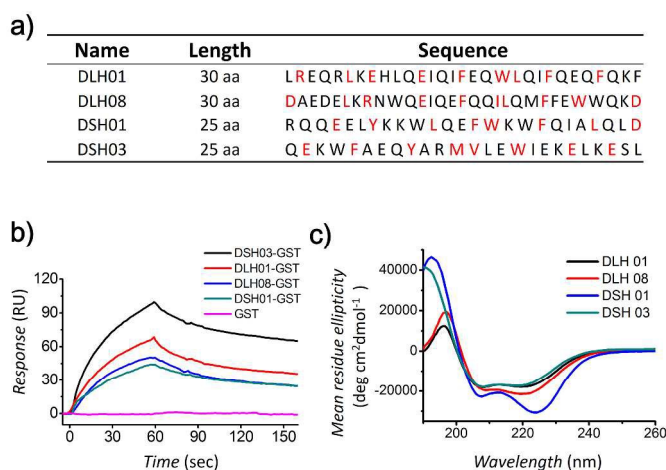 a)
Name Length Sequence
DLH01 30 aa LREQRLKEHLQEIQIFEQWLQIFEQEFQKF
DLH08 30 aa DAEDELKRNWQEIQEFQQILQMFFEWWQKD
DSH01 25 aa RQQEELYKKWLQEFWKWFQIALQLD
DSH03 25 aa QEKWFAEQYARMVLEWIEKELKESL
b)
DSH03-GST
DLH01-GST
DLH08-GST
DSH01-GST
GST
Response (RU)
120
90
60
30
0
0 30 60 90 120 150
Time (sec)
c)
DLH 01
DLH 08
DSH 01
DSH 03
Mean residue ellipticity
(deg cm²dmol⁻¹)
40000
20000
0
-20000
200 220 240 260
Wavelength (nm)